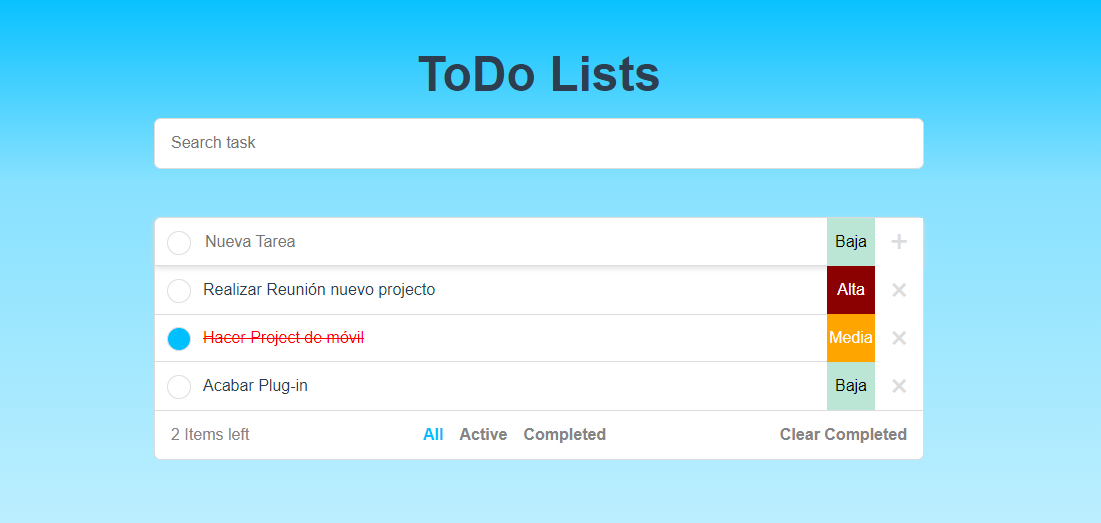 ToDo Lists
Search task
Nueva Tarea Baja
Realizar Reunión nuevo projecto Alta
Hacer Project de móvil Media
Acabar Plug-in Baja
2 Items left All Active Completed Clear Completed